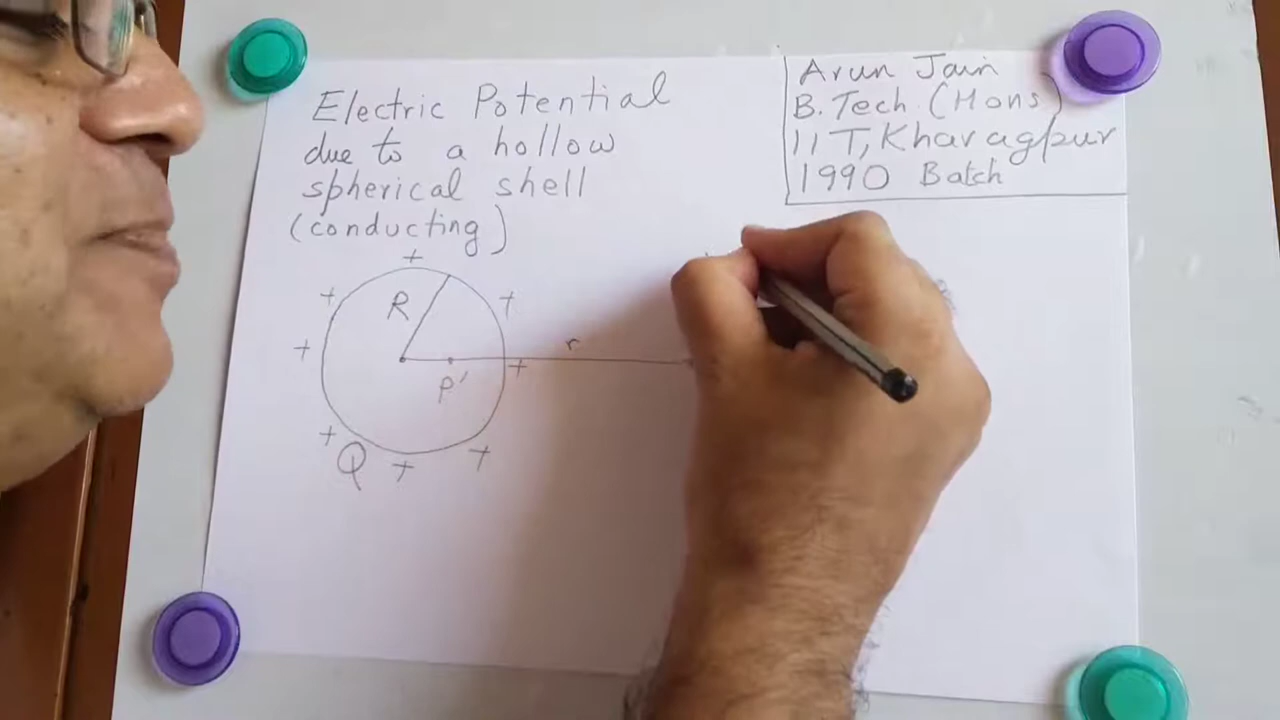 Electric Potential
due to a hollow
spherical shell
(conducting)
Arun Jain
B. Tech. (Hons)
IIT, Kharagpur
1990 Batch
+
+
+
R
+
r
+
P'
+
Q
+
+